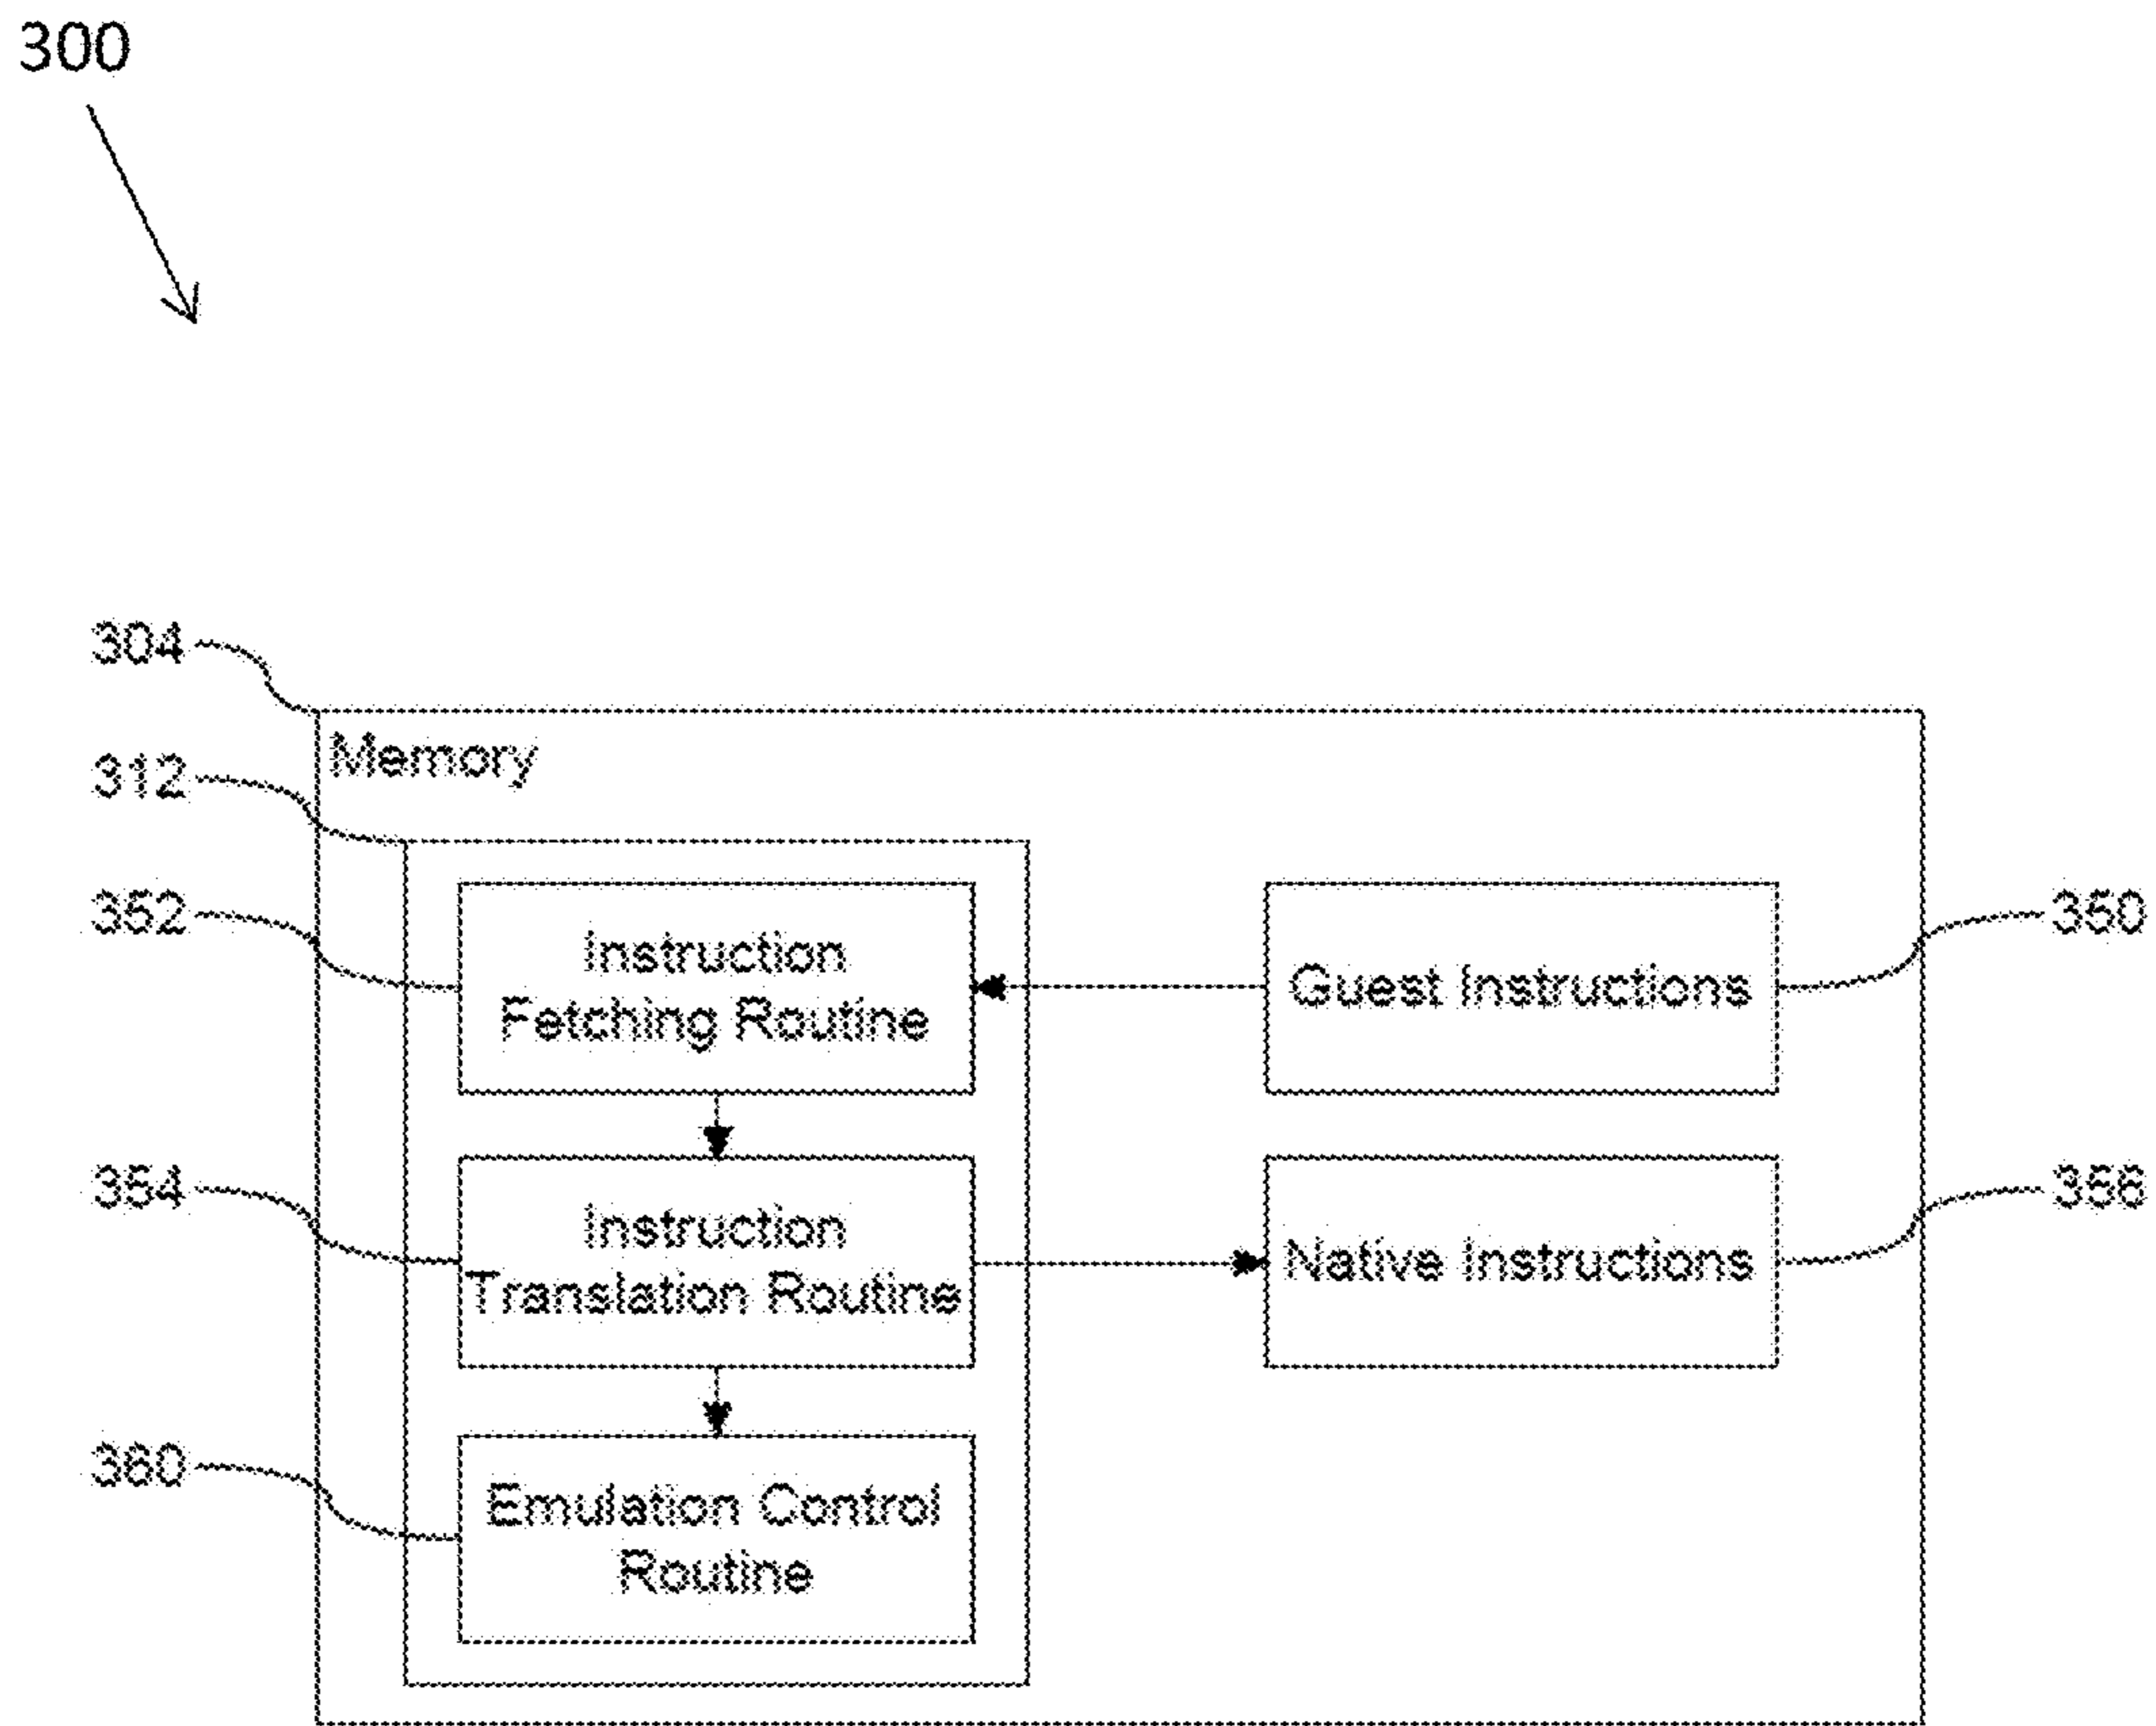 300
304
Memory
312
352
Instruction
Fetching Routine
Guest Instructions
350
354
Instruction
Translation Routine
Native Instructions
356
360
Emulation Control
Routine